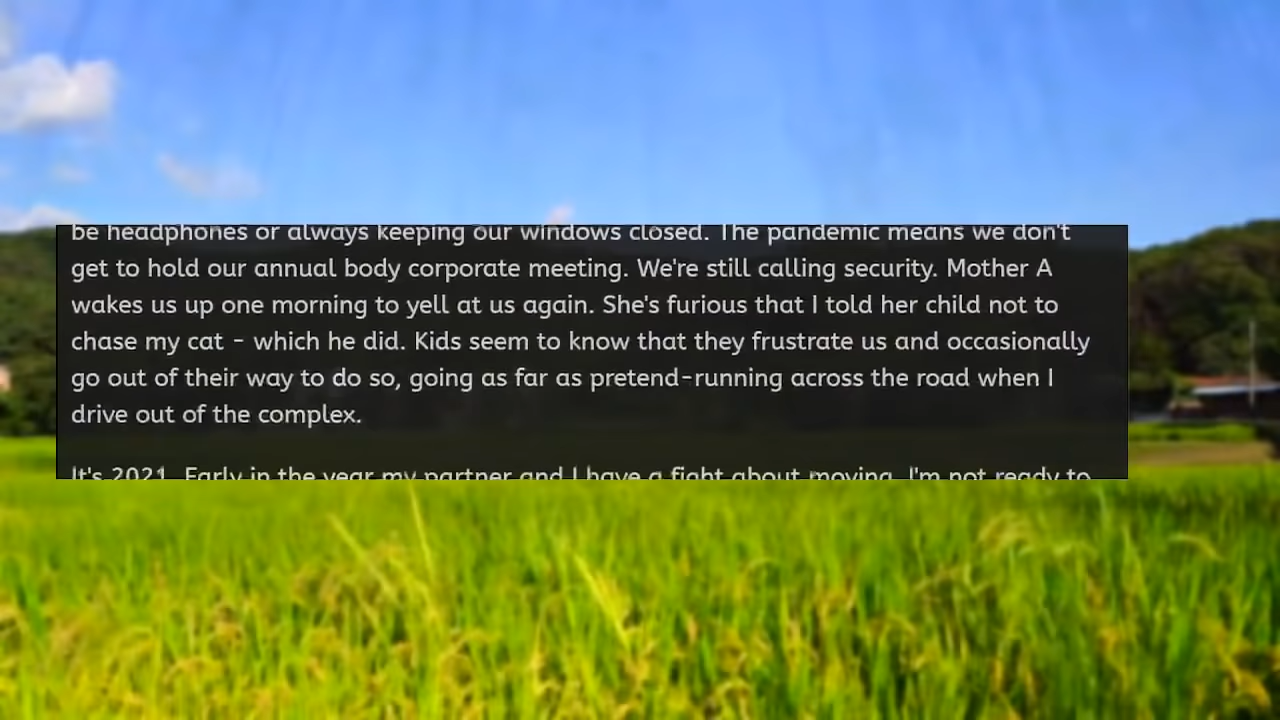 be headphones or always keeping our windows closed. The pandemic means we don't
get to hold our annual body corporate meeting. We're still calling security. Mother A
wakes us up one morning to yell at us again. She's furious that I told her child not to
chase my cat - which he did. Kids seem to know that they frustrate us and occasionally
go out of their way to do so, going as far as pretend-running across the road when I
drive out of the complex.
It's 2021. Early in the year my partner and I have a fight about moving. I'm not ready to